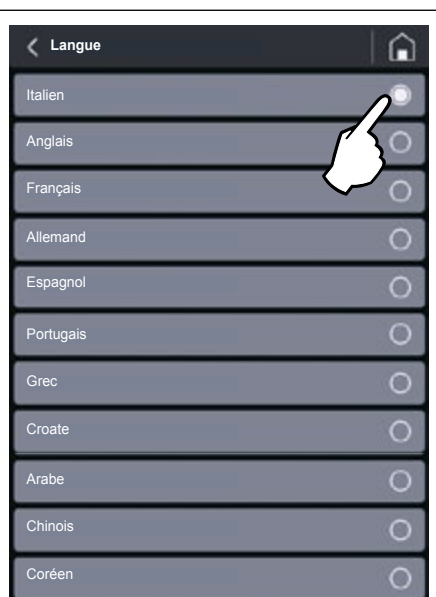 Langue
Italien
Anglais
Français
Allemand
Espagnol
Portugais
Grec
Croate
Arabe
Chinois
Coréen